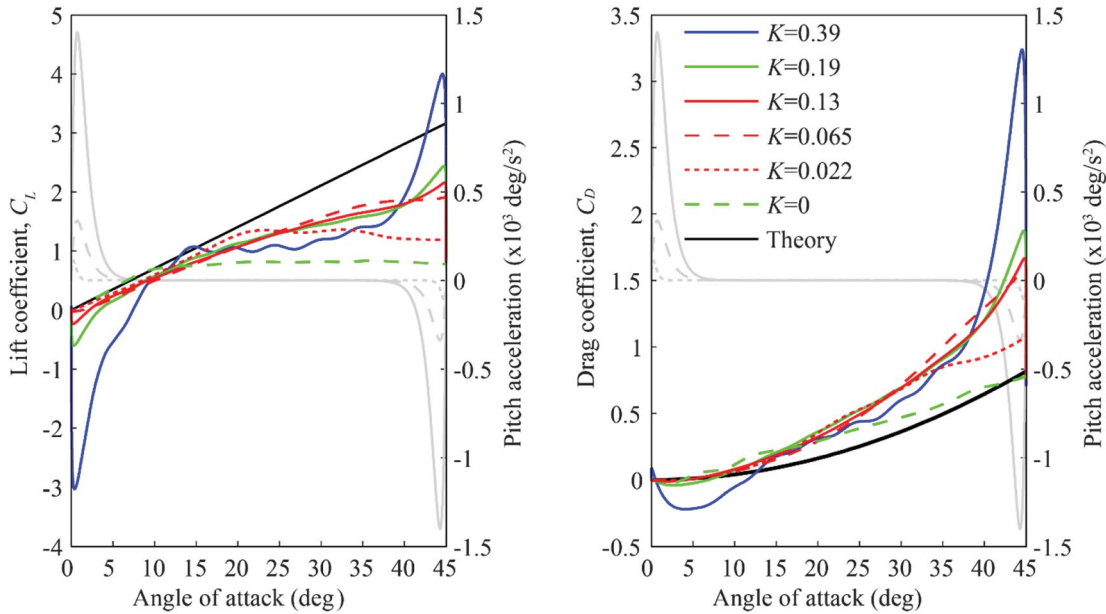 5
4
3
2
1
0
-1
-2
-3
-4
Lift coefficient, C_L
1.5
1
0.5
0
-0.5
-1
-1.5
Pitch acceleration (x10³ deg/s²)
0 5 10 15 20 25 30 35 40 45
Angle of attack (deg)
3.5
3
2.5
2
1.5
1
0.5
0
-0.5
Drag coefficient, C_D
K=0.39
K=0.19
K=0.13
K=0.065
K=0.022
K=0
Theory
1.5
1
0.5
0
-0.5
-1
-1.5
Pitch acceleration (x10³ deg/s²)
0 5 10 15 20 25 30 35 40 45
Angle of attack (deg)